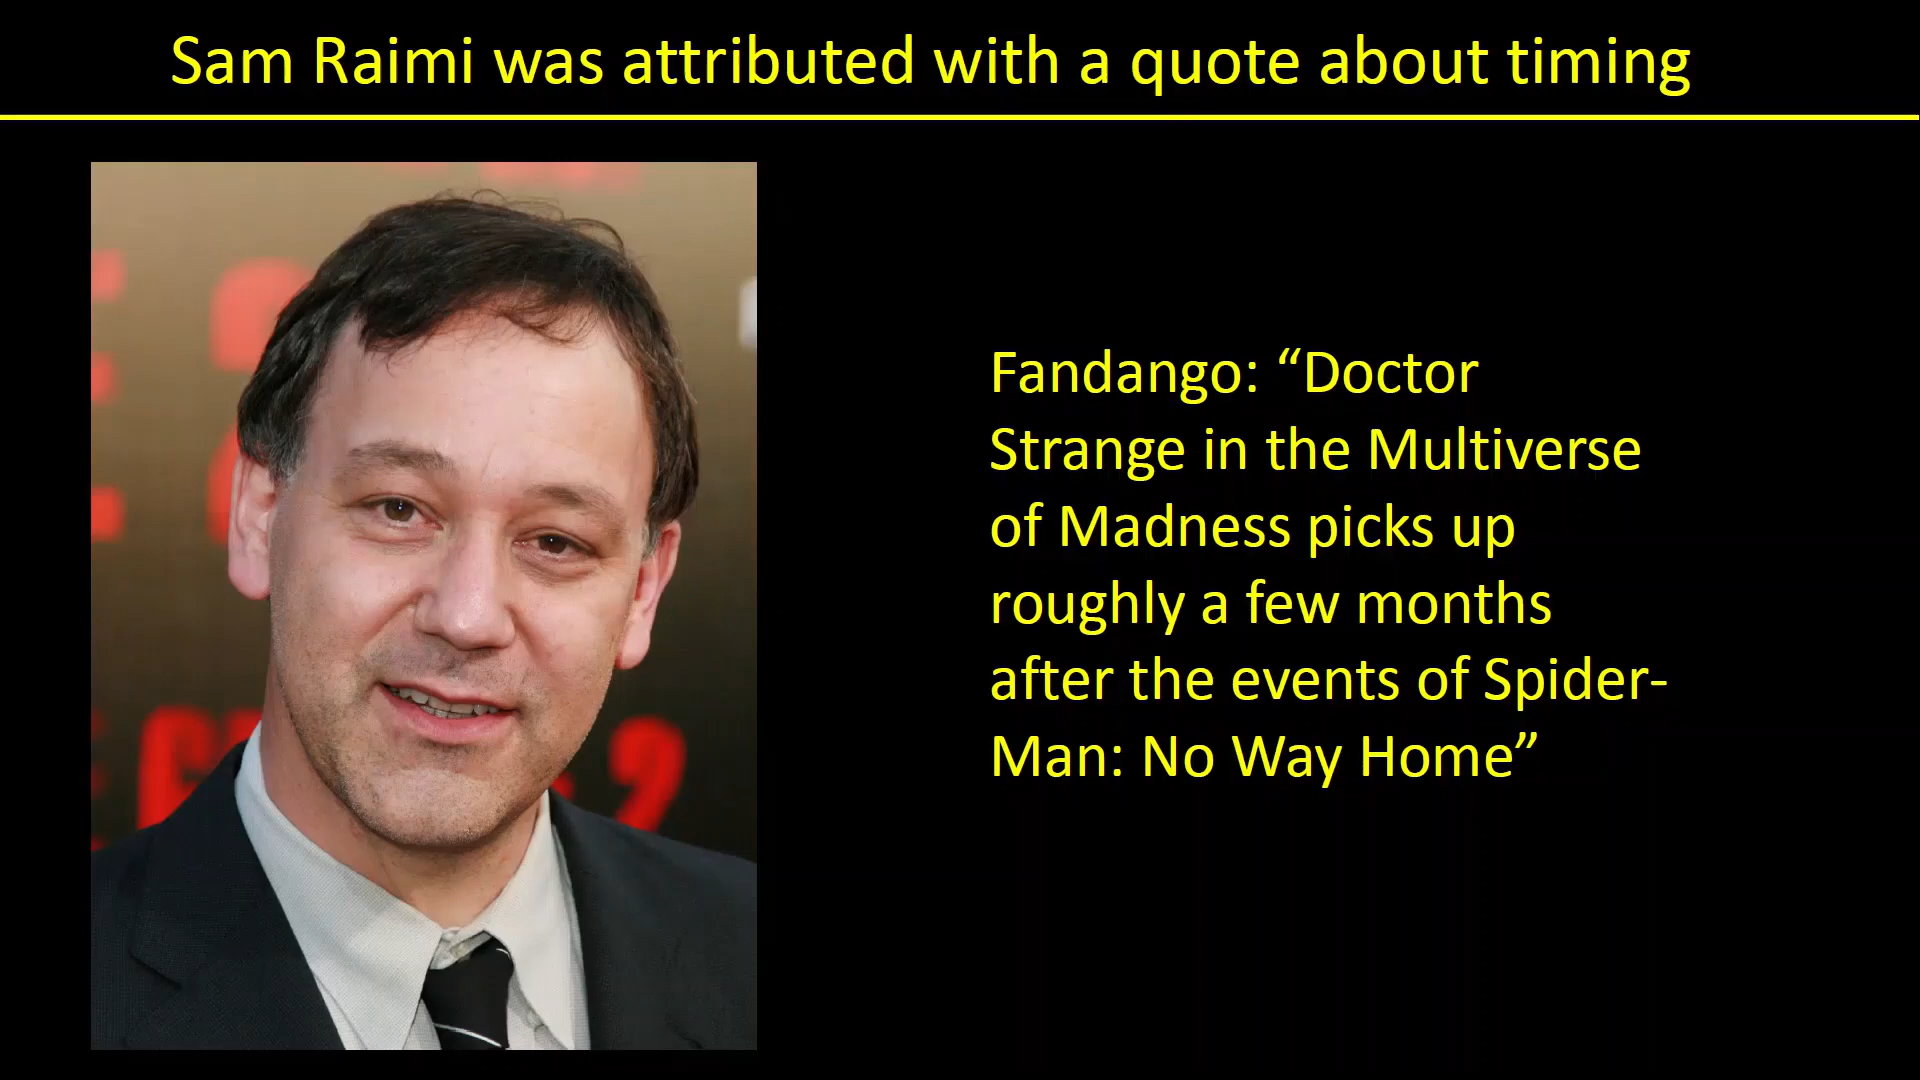 Sam Raimi was attributed with a quote about timing
Fandango: “Doctor
Strange in the Multiverse
of Madness picks up
roughly a few months
after the events of Spider-
Man: No Way Home”